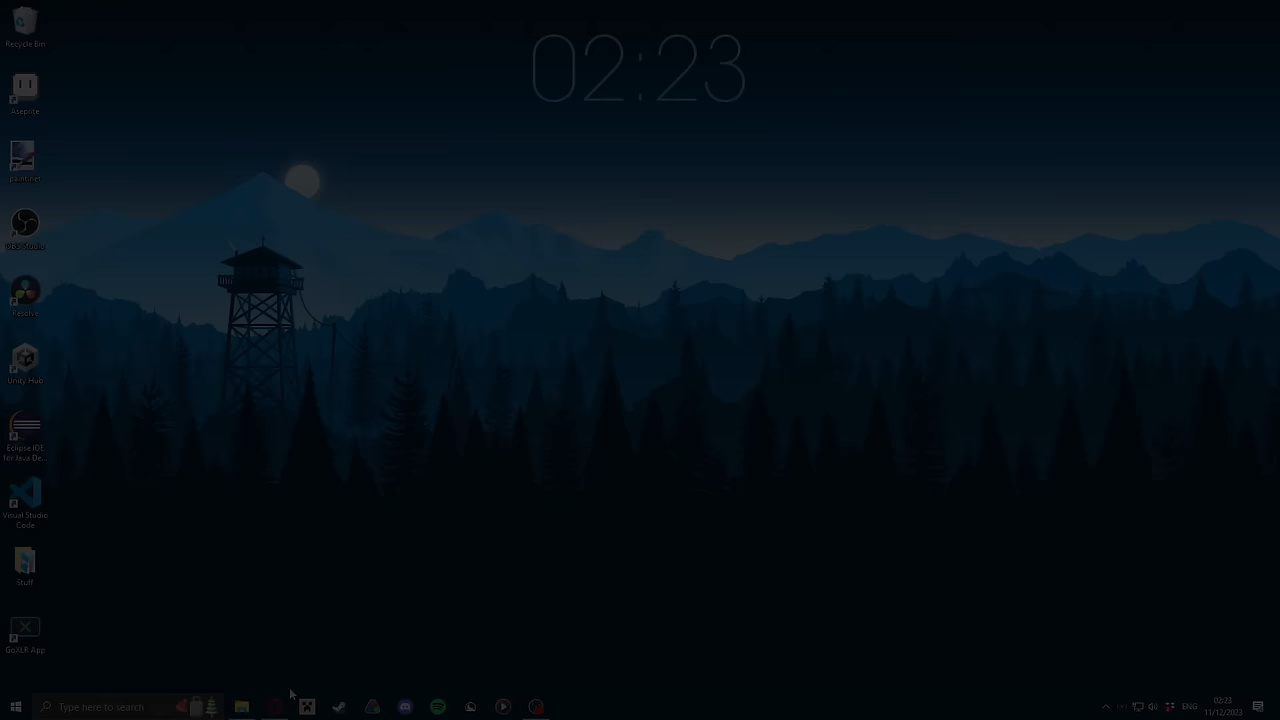 02:23
Recycle Bin
Aseprite
paint.net
OBS Studio
Resolve
Unity Hub
Eclipse IDE
for Java De...
Visual Studio
Code
Stuff
GoXLR App
Type here to search
ENG
02:23
11/12/2023